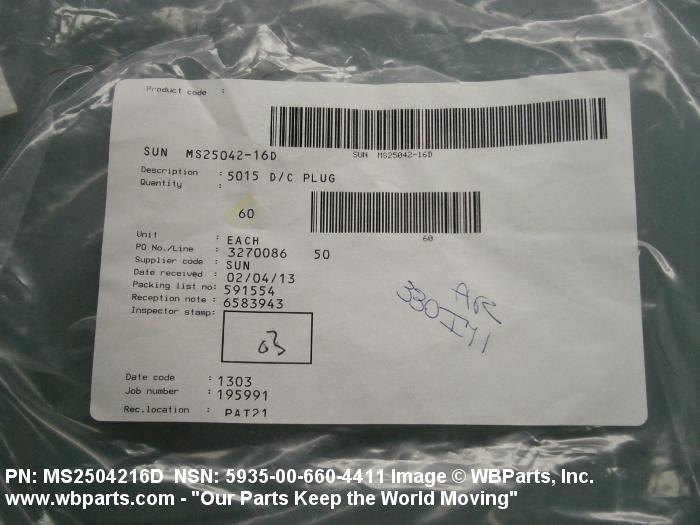 Product code :
SUN MS25042-16D
SUN MS25042-16D
Description : 5015 D/C PLUG
Quantity :
60
60
Unit : EACH
PO No./Line : 3270086 50
Supplier code : SUN
Date received : 02/04/13
Packing list no: 591554
Reception note : 6583943
Inspector stamp:
03
AR
330I41
Date code : 1303
Job number : 195991
Rec.location : PAT21
PN: MS2504216D NSN: 5935-00-660-4411 Image © WBParts, Inc.
www.wbparts.com - "Our Parts Keep the World Moving"